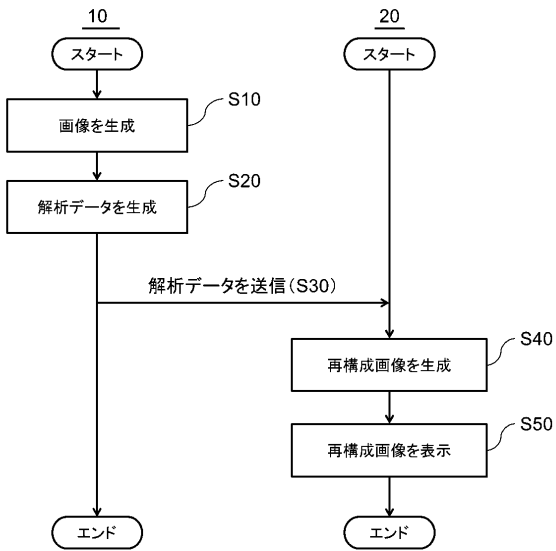 10
20
スタート
スタート
画像を生成
S10
解析データを生成
S20
解析データを送信(S30)
再構成画像を生成
S40
再構成画像を表示
S50
エンド
エンド